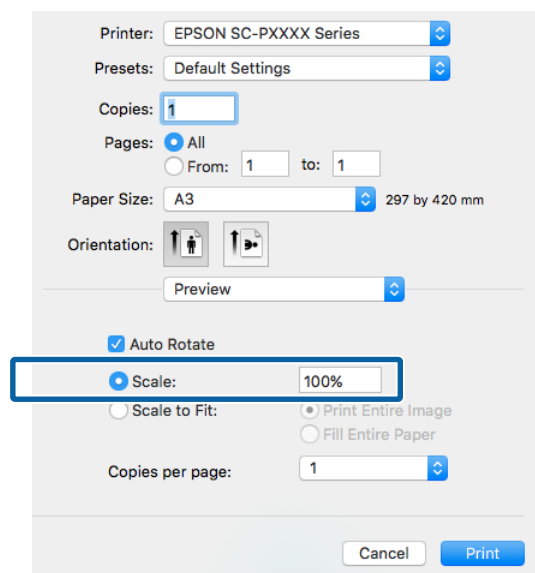 Printer: EPSON SC-PXXXX Series
Presets: Default Settings
Copies: 1
Pages: All
From: 1 to: 1
Paper Size: A3 297 by 420 mm
Orientation:
Preview
Auto Rotate
Scale: 100%
Scale to Fit: Print Entire Image
Fill Entire Paper
Copies per page: 1
Cancel Print